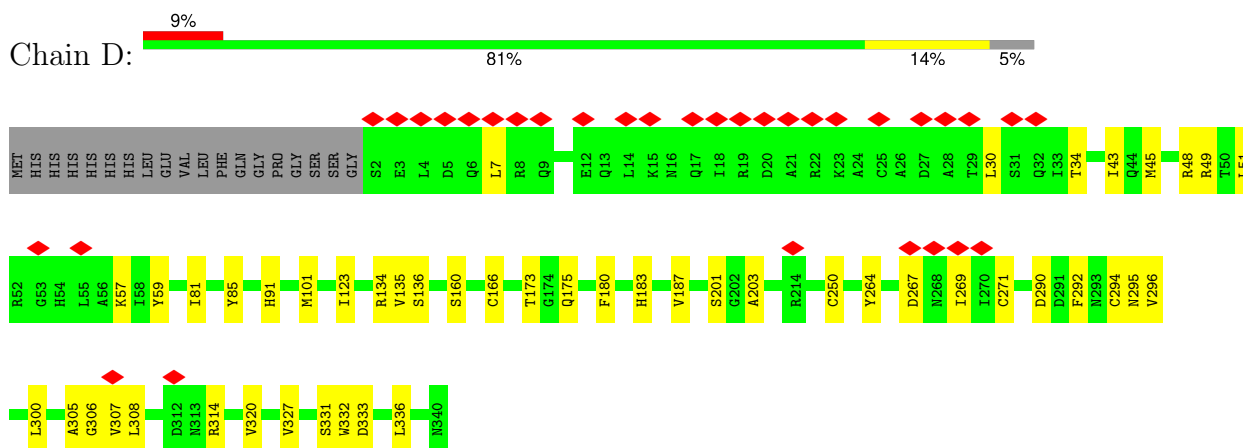 9%
Chain D:
81% 14% 5%
MET HIS HIS HIS HIS HIS HIS LEU GLU VAL LEU PHE GLN GLY PRO GLY SER SER GLY S2 E3 L4 D5 Q6 L7 R8 Q9 E12 Q13 L14 K15 N16 Q17 I18 R19 D20 A21 R22 K23 A24 C25 A26 D27 A28 T29 L30 S31 Q32 I33 T34 I43 Q44 M45 R48 R49 T50 L51
R52 G53 H54 L55 A56 K57 I58 Y59 I81 Y85 H91 M101 I123 R134 V135 S136 S160 C166 T173 G174 Q175 F180 H183 V187 S201 G202 A203 R214 C250 Y264 D267 N268 I269 I270 C271 D290 D291 F292 N293 C294 N295 V296
L300 A305 G306 V307 L308 D312 N313 R314 V320 V327 S331 W332 D333 L336 N340